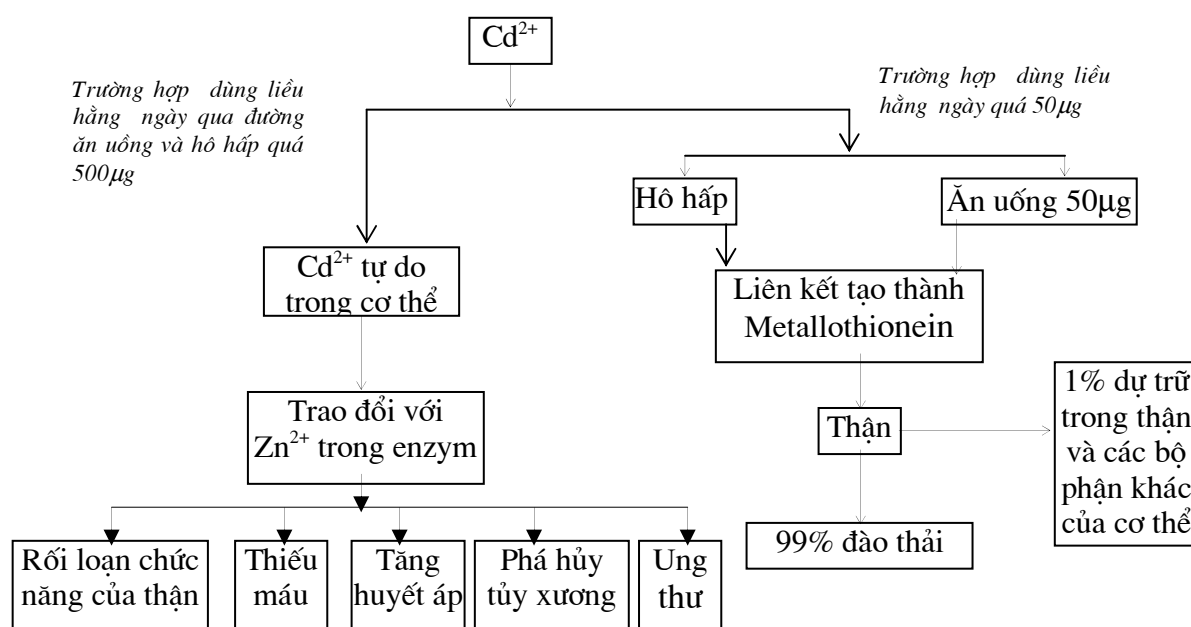 Cd²⁺
Trường hợp dùng liều
hằng ngày qua đường
ăn uồng và hô hấp quá
500µg
Trường hợp dùng liều
hằng ngày quá 50µg
Hô hấp
Ăn uống 50µg
Cd²⁺ tự do
trong cơ thể
Liên kết tạo thành
Metallothionein
Trao đổi với
Zn²⁺ trong enzym
Thận
1% dự trữ
trong thận
và các bộ
phận khác
của cơ thể
99% đào thải
Rối loạn chức
năng của thận
Thiếu
máu
Tăng
huyết áp
Phá hủy
tủy xương
Ung
thư